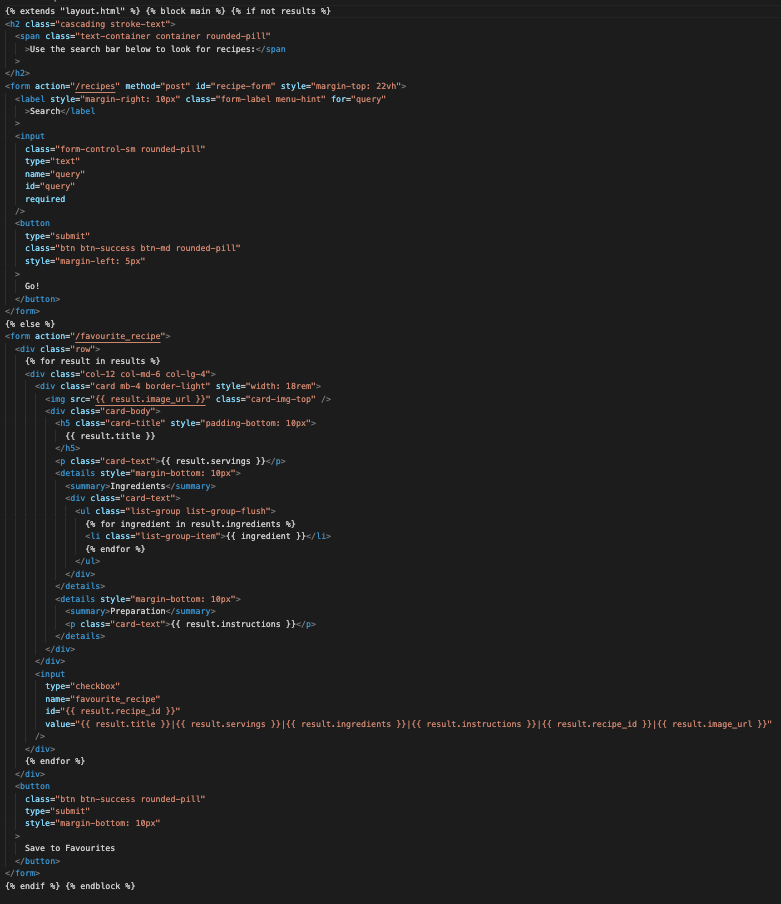 {% extends "layout.html" %} {% block main %} {% if not results %}
<h2 class="cascading stroke-text">
  <span class="text-container container rounded-pill"
    >Use the search bar below to look for recipes:</span
  >
</h2>
<form action="/recipes" method="post" id="recipe-form" style="margin-top: 22vh">
  <label style="margin-right: 10px" class="form-label menu-hint" for="query"
    >Search</label
  >
  <input
    class="form-control-sm rounded-pill"
    type="text"
    name="query"
    id="query"
    required
  />
  <button
    type="submit"
    class="btn btn-success btn-md rounded-pill"
    style="margin-left: 5px"
  >
    Go!
  </button>
</form>
{% else %}
<form action="/favourite_recipe">
  <div class="row">
    {% for result in results %}
    <div class="col-12 col-md-6 col-lg-4">
      <div class="card mb-4 border-light" style="width: 18rem">
        <img src="{{ result.image_url }}" class="card-img-top" />
        <div class="card-body">
          <h5 class="card-title" style="padding-bottom: 10px">
            {{ result.title }}
          </h5>
          <p class="card-text">{{ result.servings }}</p>
          <details style="margin-bottom: 10px">
            <summary>Ingredients</summary>
            <div class="card-text">
              <ul class="list-group list-group-flush">
                {% for ingredient in result.ingredients %}
                <li class="list-group-item">{{ ingredient }}</li>
                {% endfor %}
              </ul>
            </div>
          </details>
          <details style="margin-bottom: 10px">
            <summary>Preparation</summary>
            <p class="card-text">{{ result.instructions }}</p>
          </details>
        </div>
      </div>
      <input
        type="checkbox"
        name="favourite_recipe"
        id="{{ result.recipe_id }}"
        value="{{ result.title }}|{{ result.servings }}|{{ result.ingredients }}|{{ result.instructions }}|{{ result.recipe_id }}|{{ result.image_url }}"
      />
    </div>
    {% endfor %}
  </div>
  <button
    class="btn btn-success rounded-pill"
    type="submit"
    style="margin-bottom: 10px"
  >
    Save to Favourites
  </button>
</form>
{% endif %} {% endblock %}